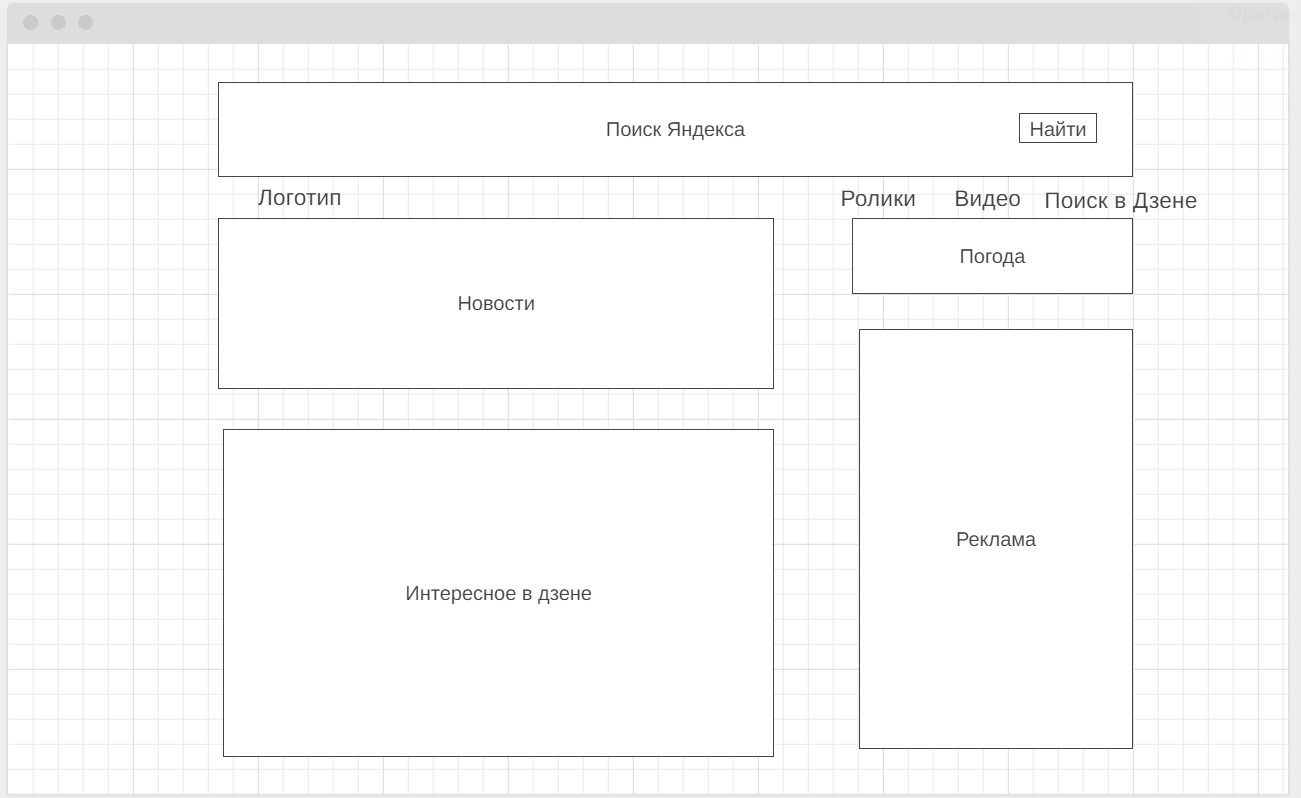 Поиск Яндекса
Найти
Логотип
Ролики
Видео
Поиск в Дзене
Новости
Погода
Интересное в дзене
Реклама